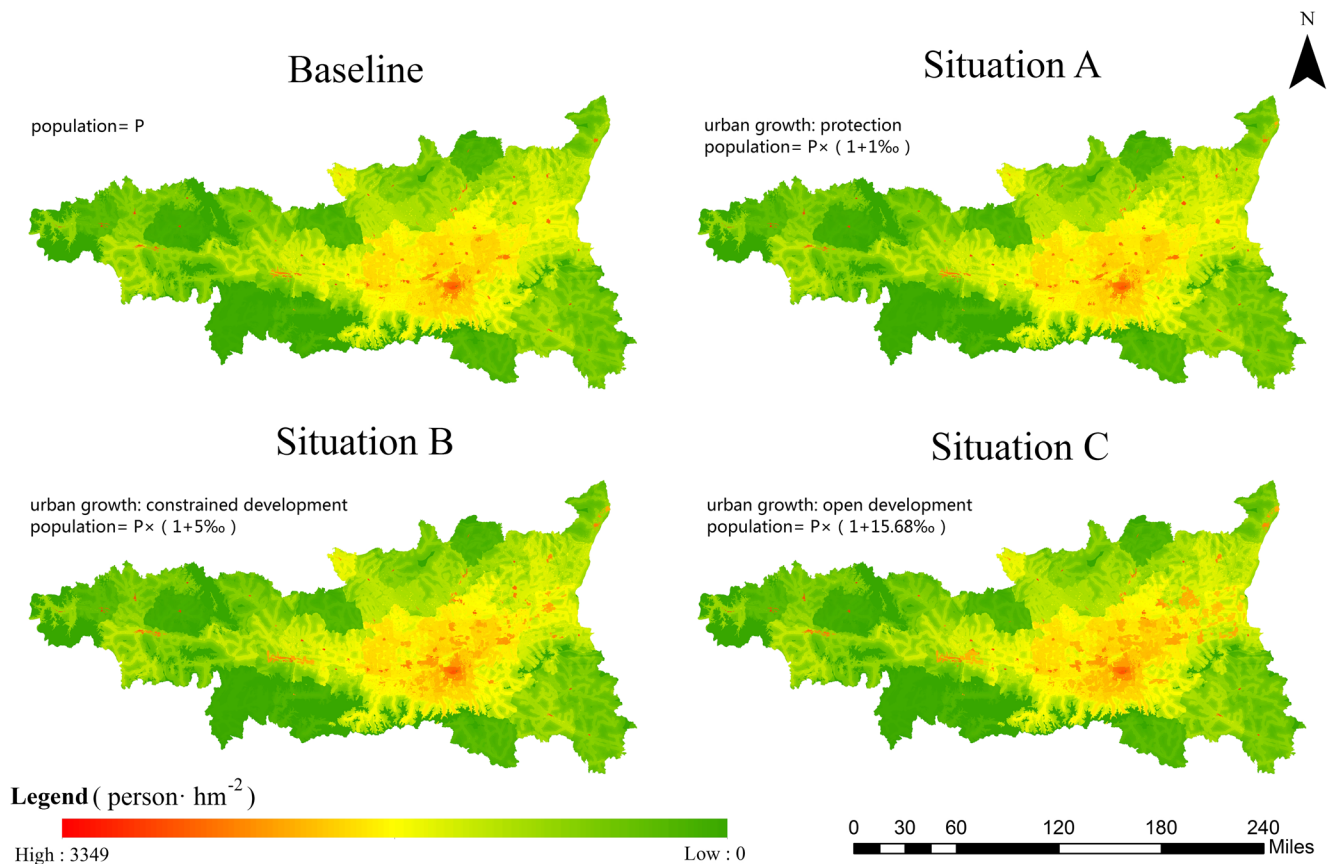 Baseline
population= P
Situation A
urban growth: protection
population= P× ( 1+1‰ )
N
Situation B
urban growth: constrained development
population= P× ( 1+5‰ )
Situation C
urban growth: open development
population= P× ( 1+15.68‰ )
Legend ( person· hm⁻² )
High : 3349
Low : 0
0 30 60 120 180 240
Miles